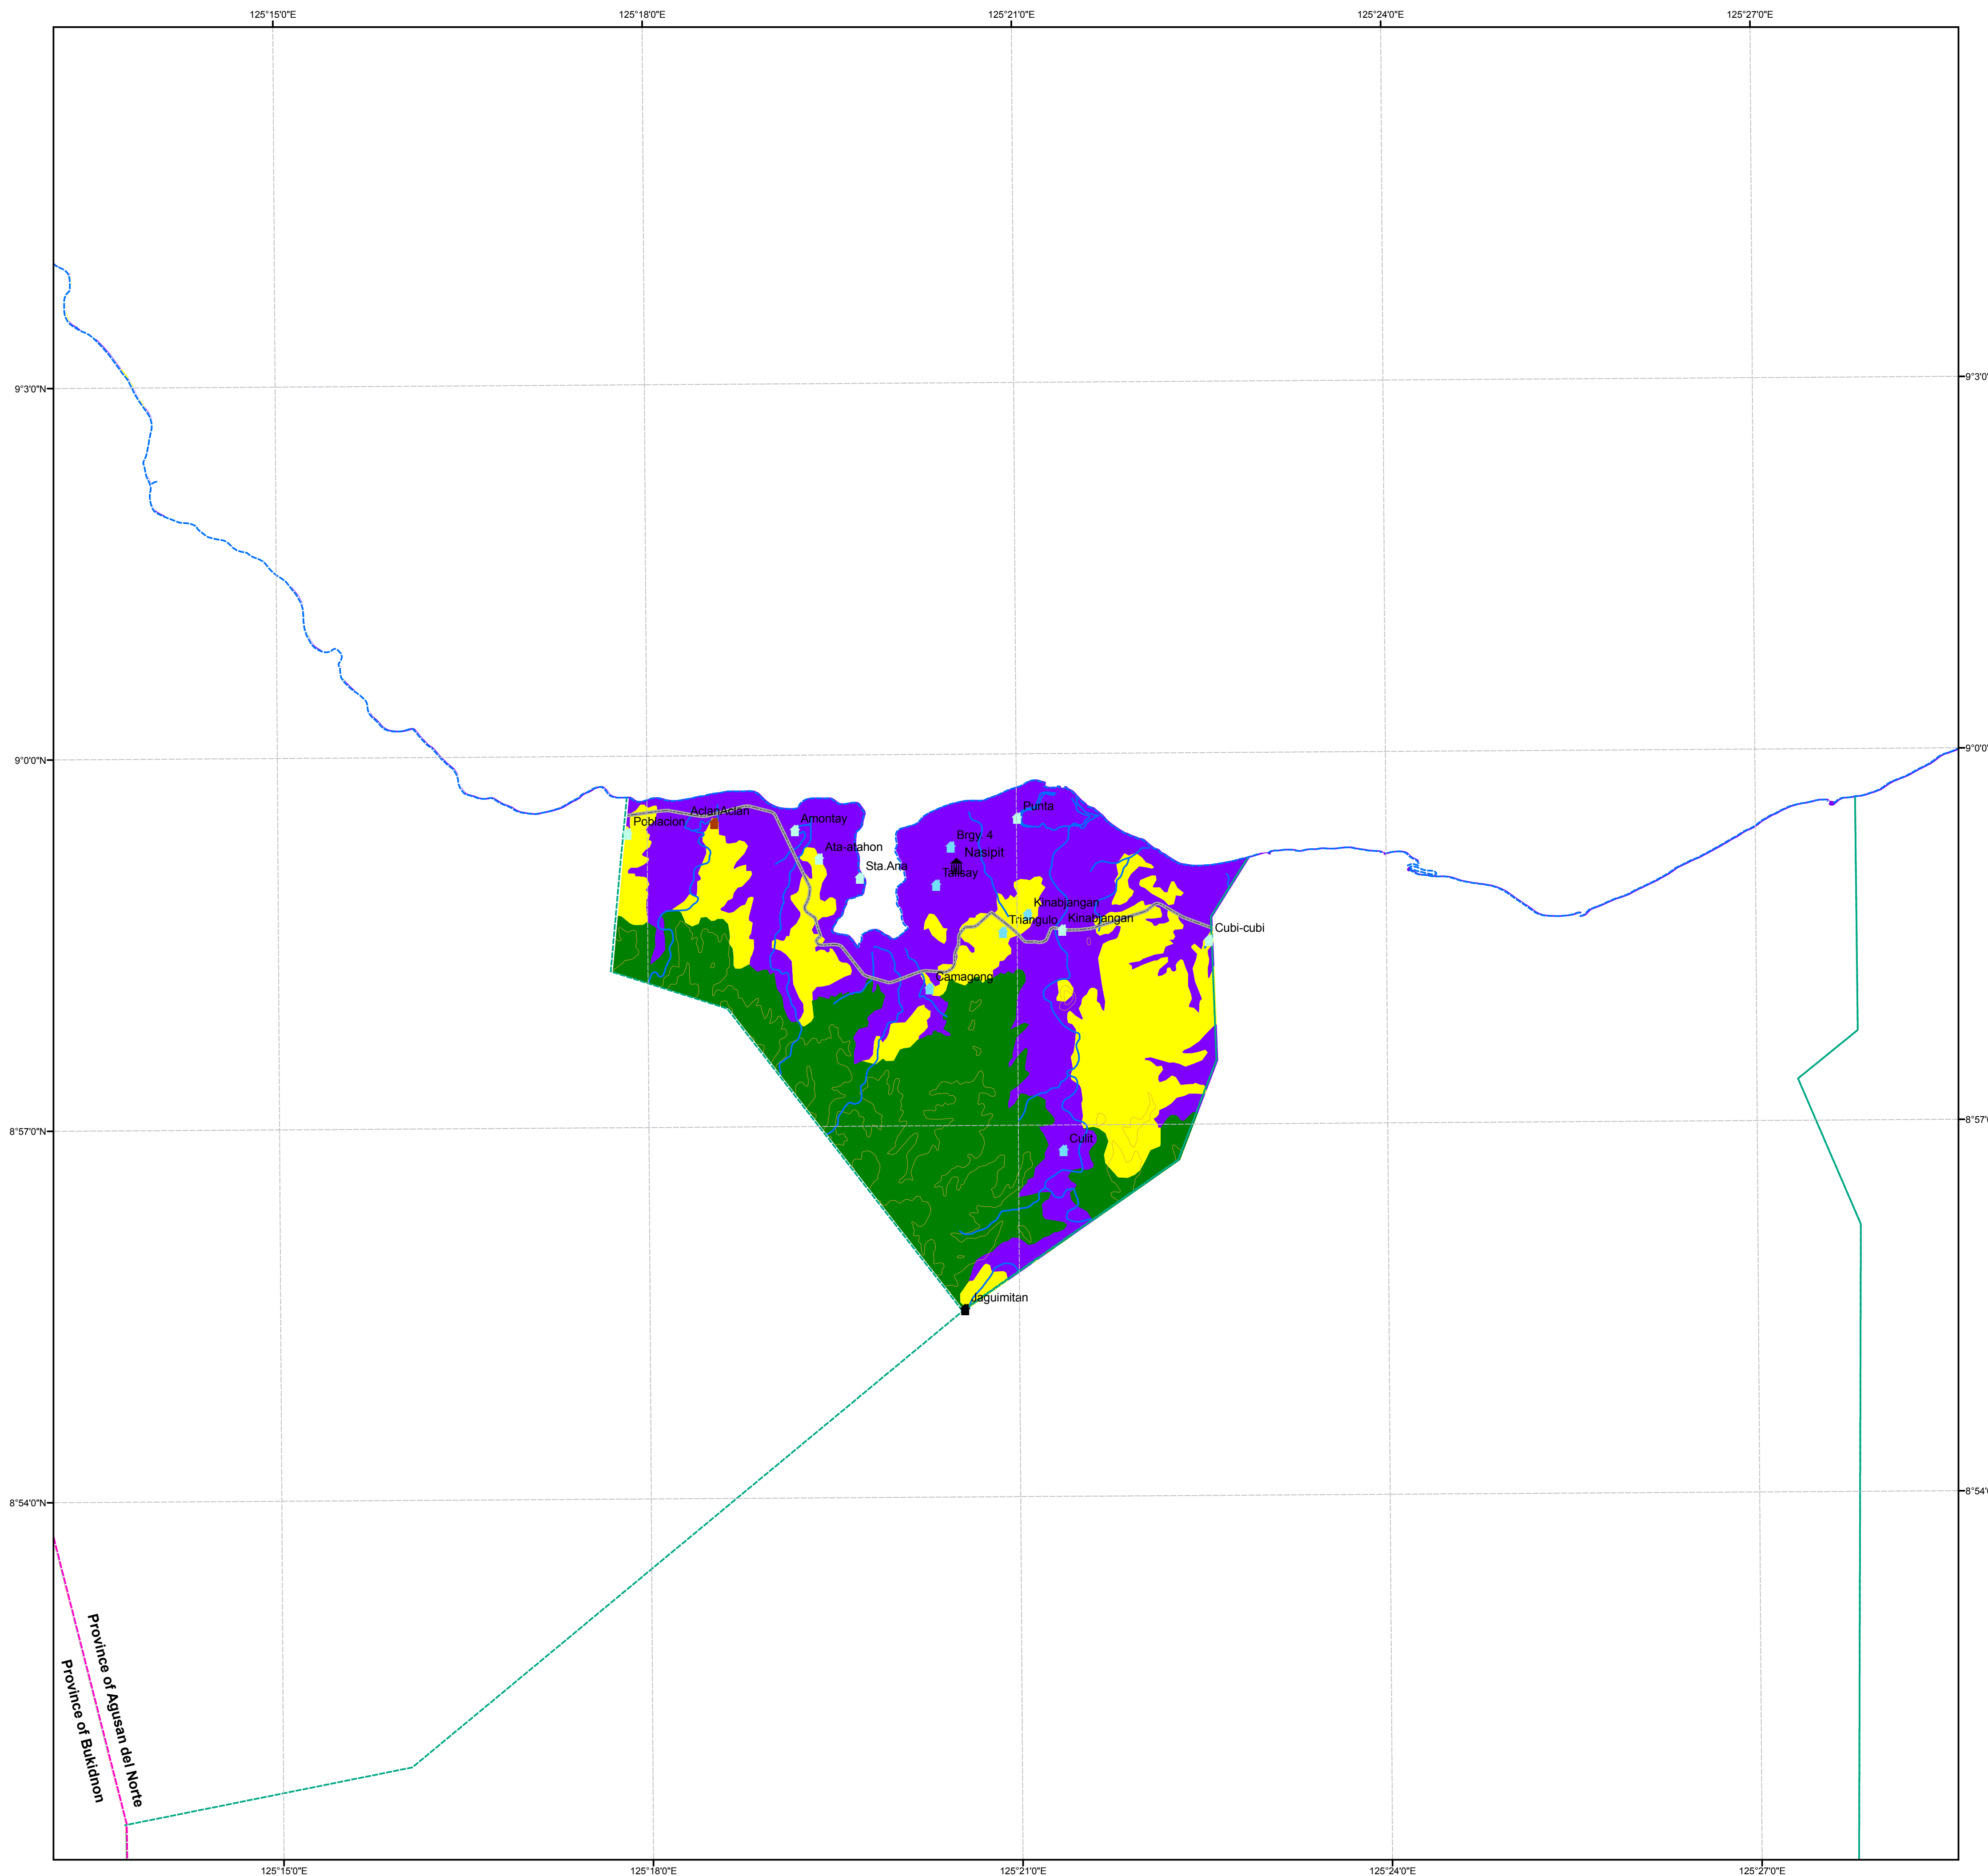 125°15'0"E
125°18'0"E
125°21'0"E
125°24'0"E
125°27'0"E
9°3'0"N
9°3'0"
9°0'0"N
9°0'0"
Punta
AclanAclan
Poblacion
Amontay
Brgy. 4
Ata-atahon
Nasipit
Sta.Ana
Talisay
Kinabjangan
Triangulo
Kinabjangan
Cubi-cubi
Camagong
8°57'0"N
8°57'0
Culit
Jaguimitan
8°54'0"N
8°54'
Province of Agusan del Norte
Province of Bukidnon
125°15'0"E
125°18'0"E
125°21'0"E
125°24'0"E
125°27'0"E